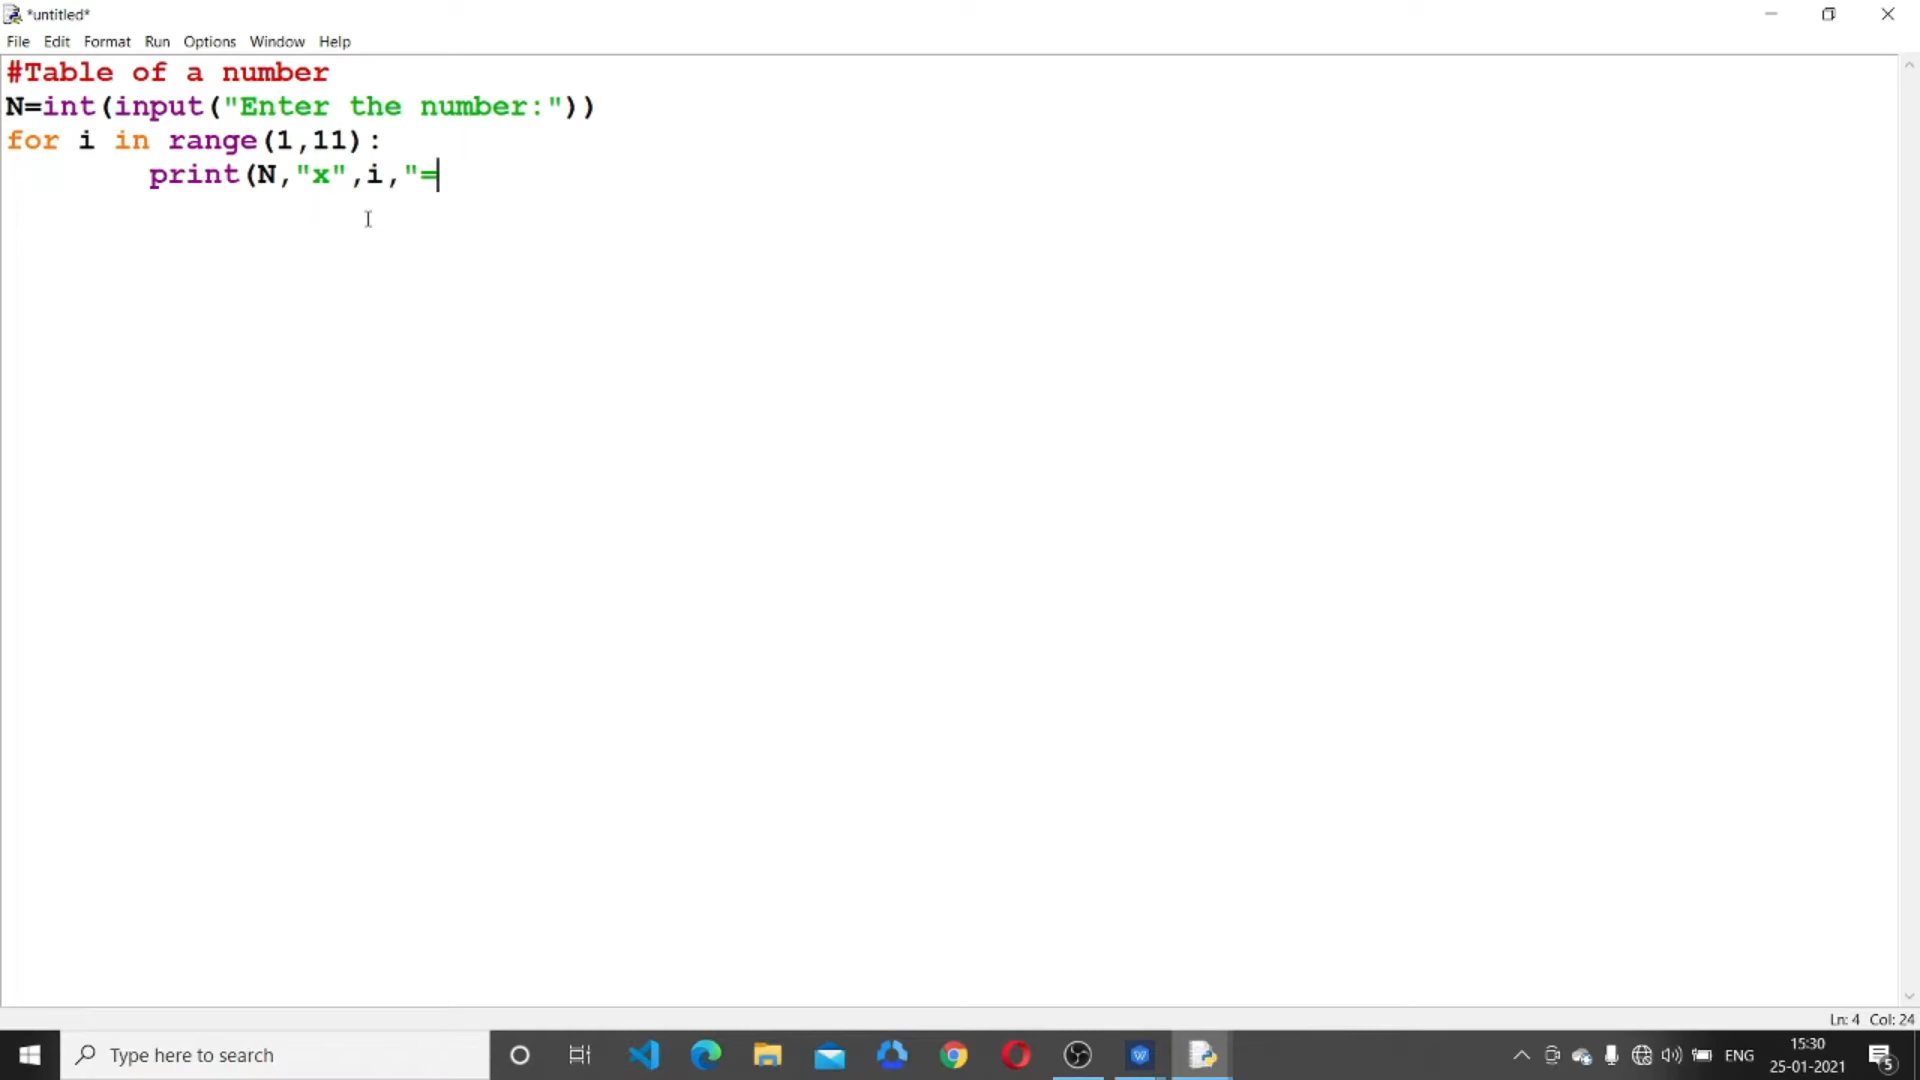 *untitled*
File Edit Format Run Options Window Help
#Table of a number
N=int(input("Enter the number:"))
for i in range(1,11):
        print(N,"x",i,"=
Ln: 4 Col: 24
Type here to search
ENG
15:30
25-01-2021
5